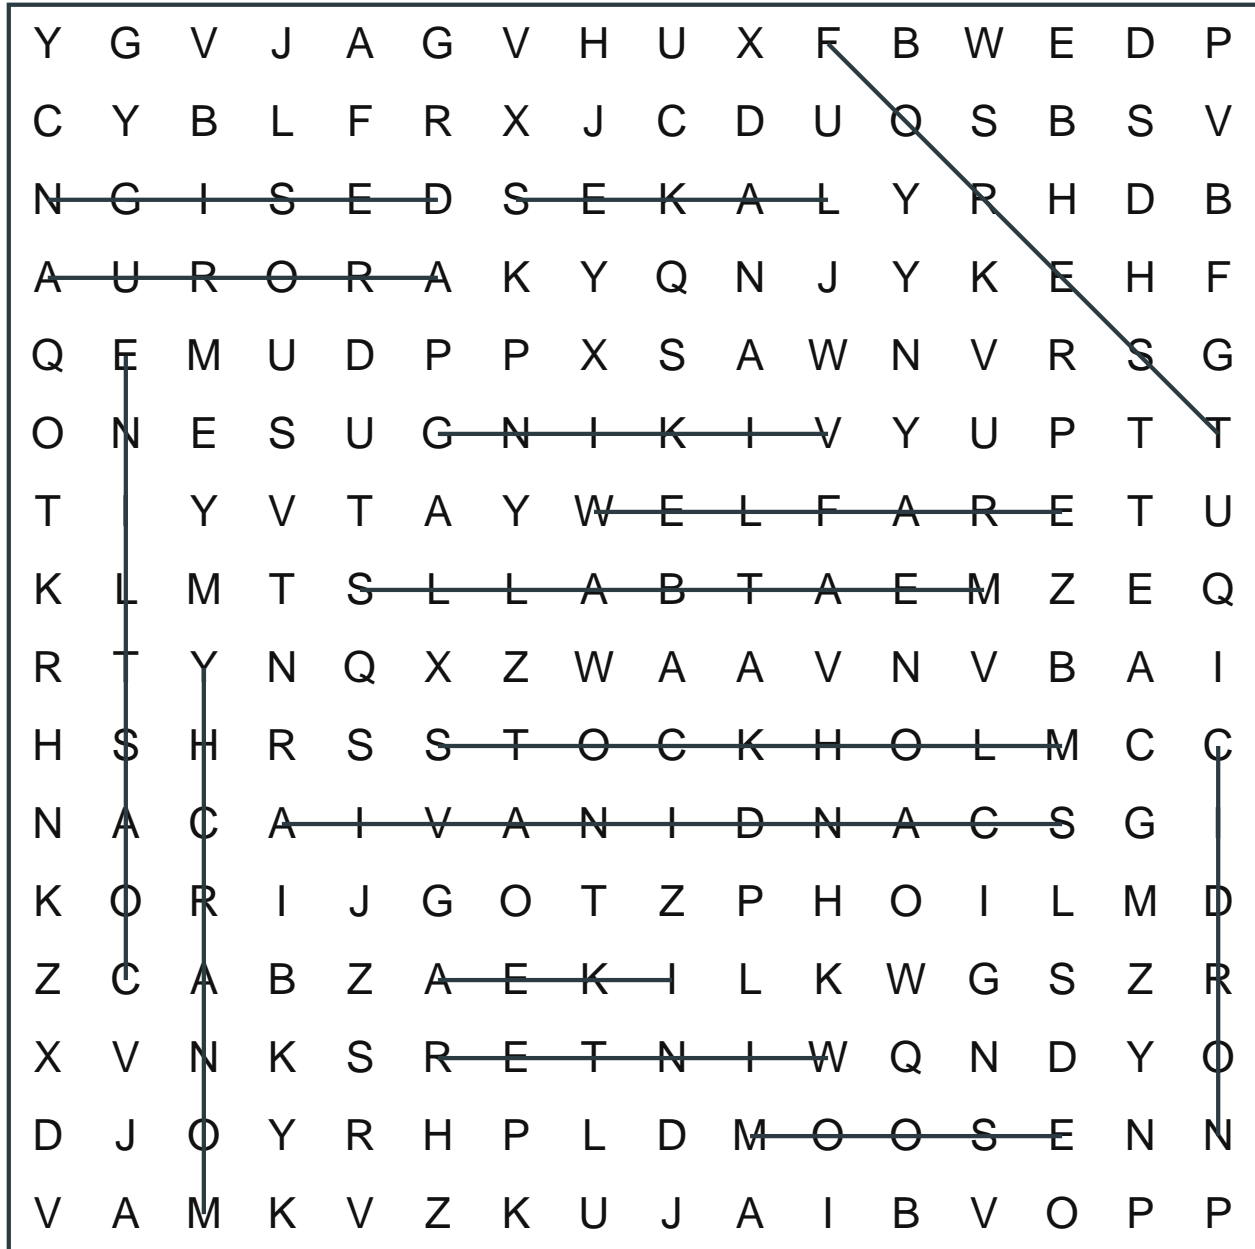 Y G V J A G V H U X F B W E D P
C Y B L F R X J C D U O S B S V
N G I S E D S E K A L Y R H D B
A U R O R A K Y Q N J Y K E H F
Q E M U D P P X S A W N V R S G
O N E S U G N I K I V Y U P T T
T I Y V T A Y W E L F A R E T U
K L M T S L L A B T A E M Z E Q
R T Y N Q X Z W A A V N V B A I
H S H R S S T O C K H O L M C C
N A C A I V A N I D N A C S G I
K O R I J G O T Z P H O I L M D
Z C A B Z A E K I L K W G S Z R
X V N K S R E T N I W Q N D Y O
D J O Y R H P L D M O O S E N N
V A M K V Z K U J A I B V O P P